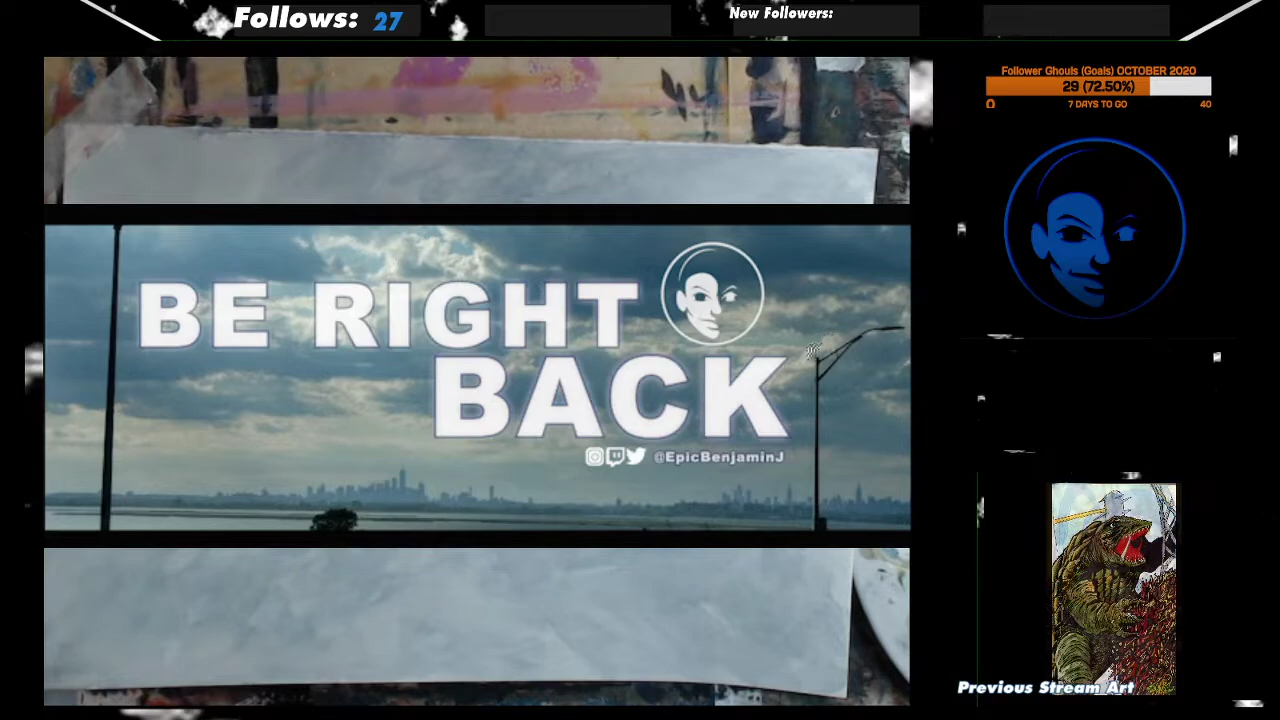 Follows: 27
New Followers:
Follower Ghouls (Goals) OCTOBER 2020
29 (72.50%)
0 7 DAYS TO GO 40
BE RIGHT
BACK
@EpicBenjaminJ
Previous Stream Art